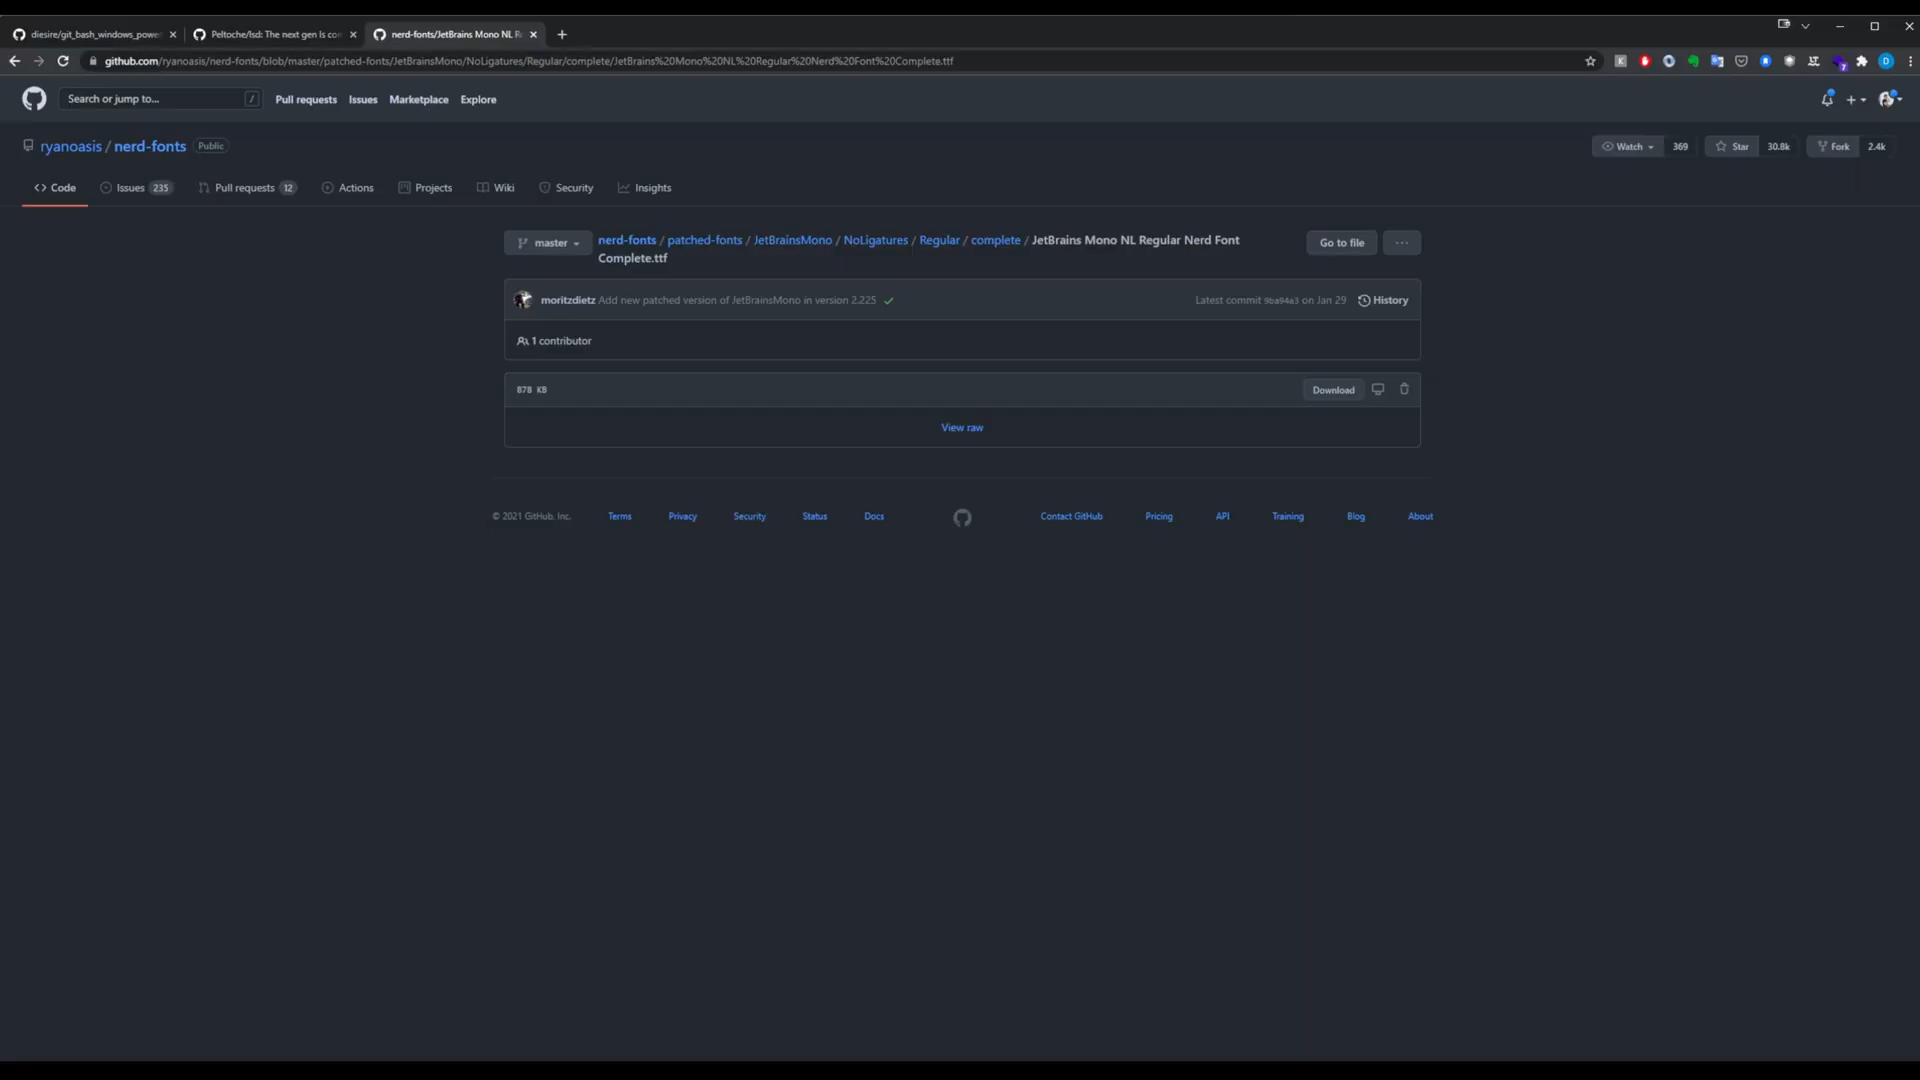 diesire/git_bash_windows_powe
Peltoche/lsd: The next gen ls com
nerd-fonts/JetBrains Mono NL R
github.com/ryanoasis/nerd-fonts/blob/master/patched-fonts/JetBrainsMono/NoLigatures/Regular/complete/JetBrains%20Mono%20NL%20Regular%20Nerd%20Font%20Complete.ttf
Search or jump to... /
Pull requests Issues Marketplace Explore
ryanoasis / nerd-fonts Public
Watch 369 Star 30.8k Fork 2.4k
Code Issues 235 Pull requests 12 Actions Projects Wiki Security Insights
master nerd-fonts / patched-fonts / JetBrainsMono / NoLigatures / Regular / complete / JetBrains Mono NL Regular Nerd Font
Complete.ttf
Go to file ...
moritzdietz Add new patched version of JetBrainsMono in version 2.225 Latest commit 9ba94a3 on Jan 29 History
1 contributor
878 KB Download
View raw
© 2021 GitHub, Inc. Terms Privacy Security Status Docs Contact GitHub Pricing API Training Blog About